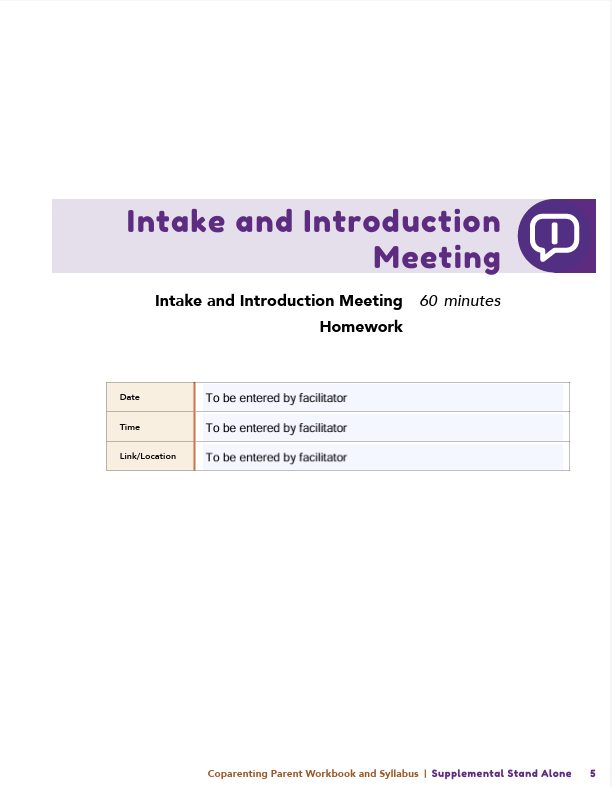 Intake and Introduction
Meeting
Intake and Introduction Meeting 60 minutes
Homework
Date To be entered by facilitator
Time To be entered by facilitator
Link/Location To be entered by facilitator
Coparenting Parent Workbook and Syllabus | Supplemental Stand Alone 5